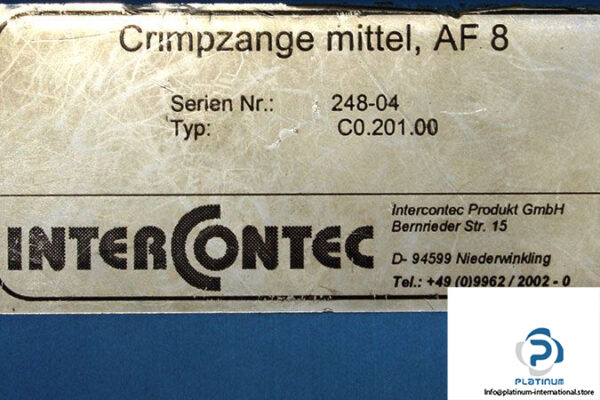 Crimpzange mittel, AF 8
Serien Nr.: 248-04
Typ: C0.201.00
INTERCONTEC
Intercontec Produkt GmbH
Bernrieder Str. 15
D- 94599 Niederwinkling
Tel.: +49 (0)9962 / 2002 - 0
PLATINUM
Info@platinum-international.store